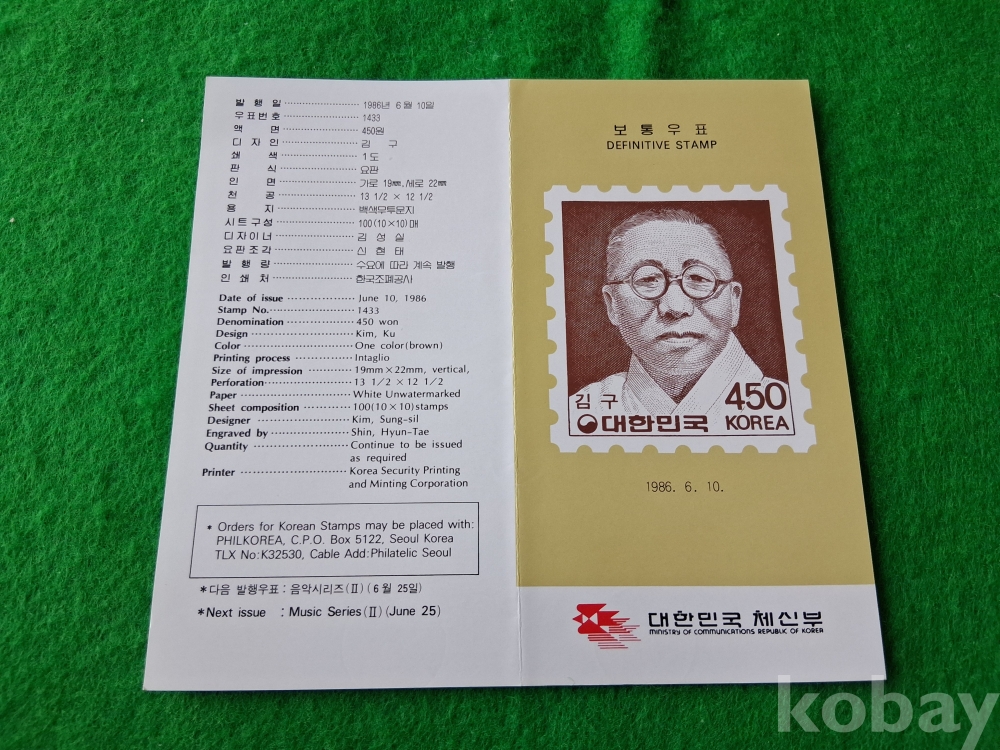 발 행 일 ························ 1986년 6 월 10일
우표번호 ························ 1433
액 면 ························ 450원
디 자 인 ························ 김 구
쇄 색 ························ 1 도
판 식 ························ 요판
인 면 ························ 가로 19㎜, 세로 22㎜
천 공 ························ 13 1/2 × 12 1/2
용 지 ························ 백색무투문지
시트구성 ························ 100(10×10)매
디자이너 ························ 김 성 실
요판조각 ························ 신 현 태
발 행 량 ························ 수요에 따라 계속 발행
인 쇄 처 ························ 한국조폐공사
Date of issue ·················· June 10, 1986
Stamp No. ·················· 1433
Denomination ·················· 450 won
Design ·················· Kim, Ku
Color ·················· One color(brown)
Printing process ·················· Intaglio
Size of impression ············ 19mm×22mm, vertical,
Perforation ·················· 13 1/2 ×12 1/2
Paper ·················· White Unwatermarked
Sheet composition ············ 100(10×10)stamps
Designer ·················· Kim, Sung-sil
Engraved by ·················· Shin, Hyun-Tae
Quantity ·················· Continue to be issued
as required
Printer ·················· Korea Security Printing
and Minting Corporation
* Orders for Korean Stamps may be placed with:
PHILKOREA, C.P.O. Box 5122, Seoul Korea
TLX No:K32530, Cable Add:Philatelic Seoul
*다음 발행우표 : 음악시리즈(Ⅱ) (6월 25일)
*Next issue : Music Series(Ⅱ) (June 25)
보 통 우 표
DEFINITIVE STAMP
김 구
450
대한민국 KOREA
1986. 6. 10.
대한민국 체신부
MINISTRY OF COMMUNICATIONS REPUBLIC OF KOREA
kobay